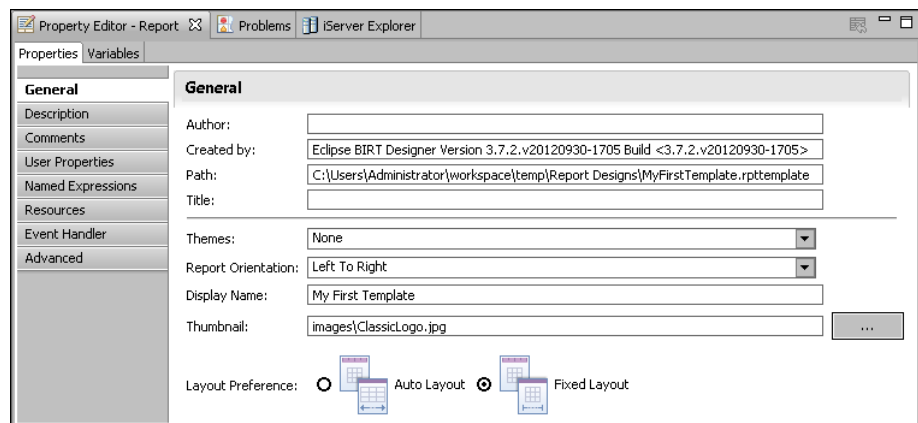 Property Editor - Report Problems iServer Explorer
Properties Variables
General
Description
Comments
User Properties
Named Expressions
Resources
Event Handler
Advanced
General
Author:
Created by: Eclipse BIRT Designer Version 3.7.2.v20120930-1705 Build <3.7.2.v20120930-1705>
Path: C:\Users\Administrator\workspace\temp\Report Designs\MyFirstTemplate.rpttemplate
Title:
Themes: None
Report Orientation: Left To Right
Display Name: My First Template
Thumbnail: images\ClassicLogo.jpg ...
Layout Preference: Auto Layout Fixed Layout